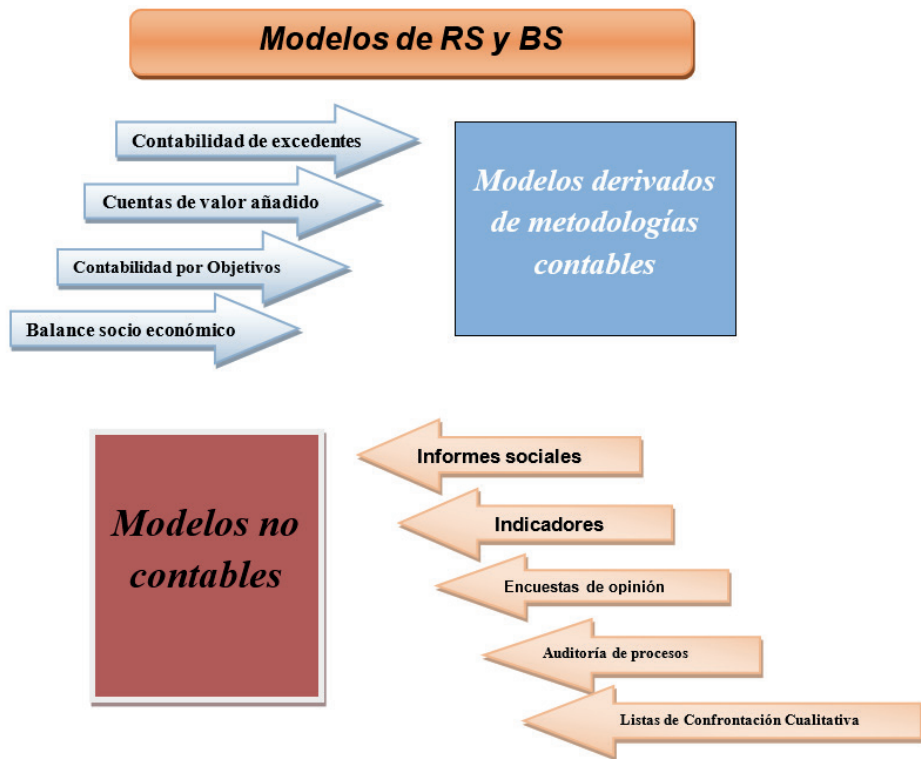 Modelos de RS y BS
Contabilidad de excedentes
Cuentas de valor añadido
Contabilidad por Objetivos
Balance socio económico
Modelos derivados
de metodologías
contables
Modelos no
contables
Informes sociales
Indicadores
Encuestas de opinión
Auditoría de procesos
Listas de Confrontación Cualitativa